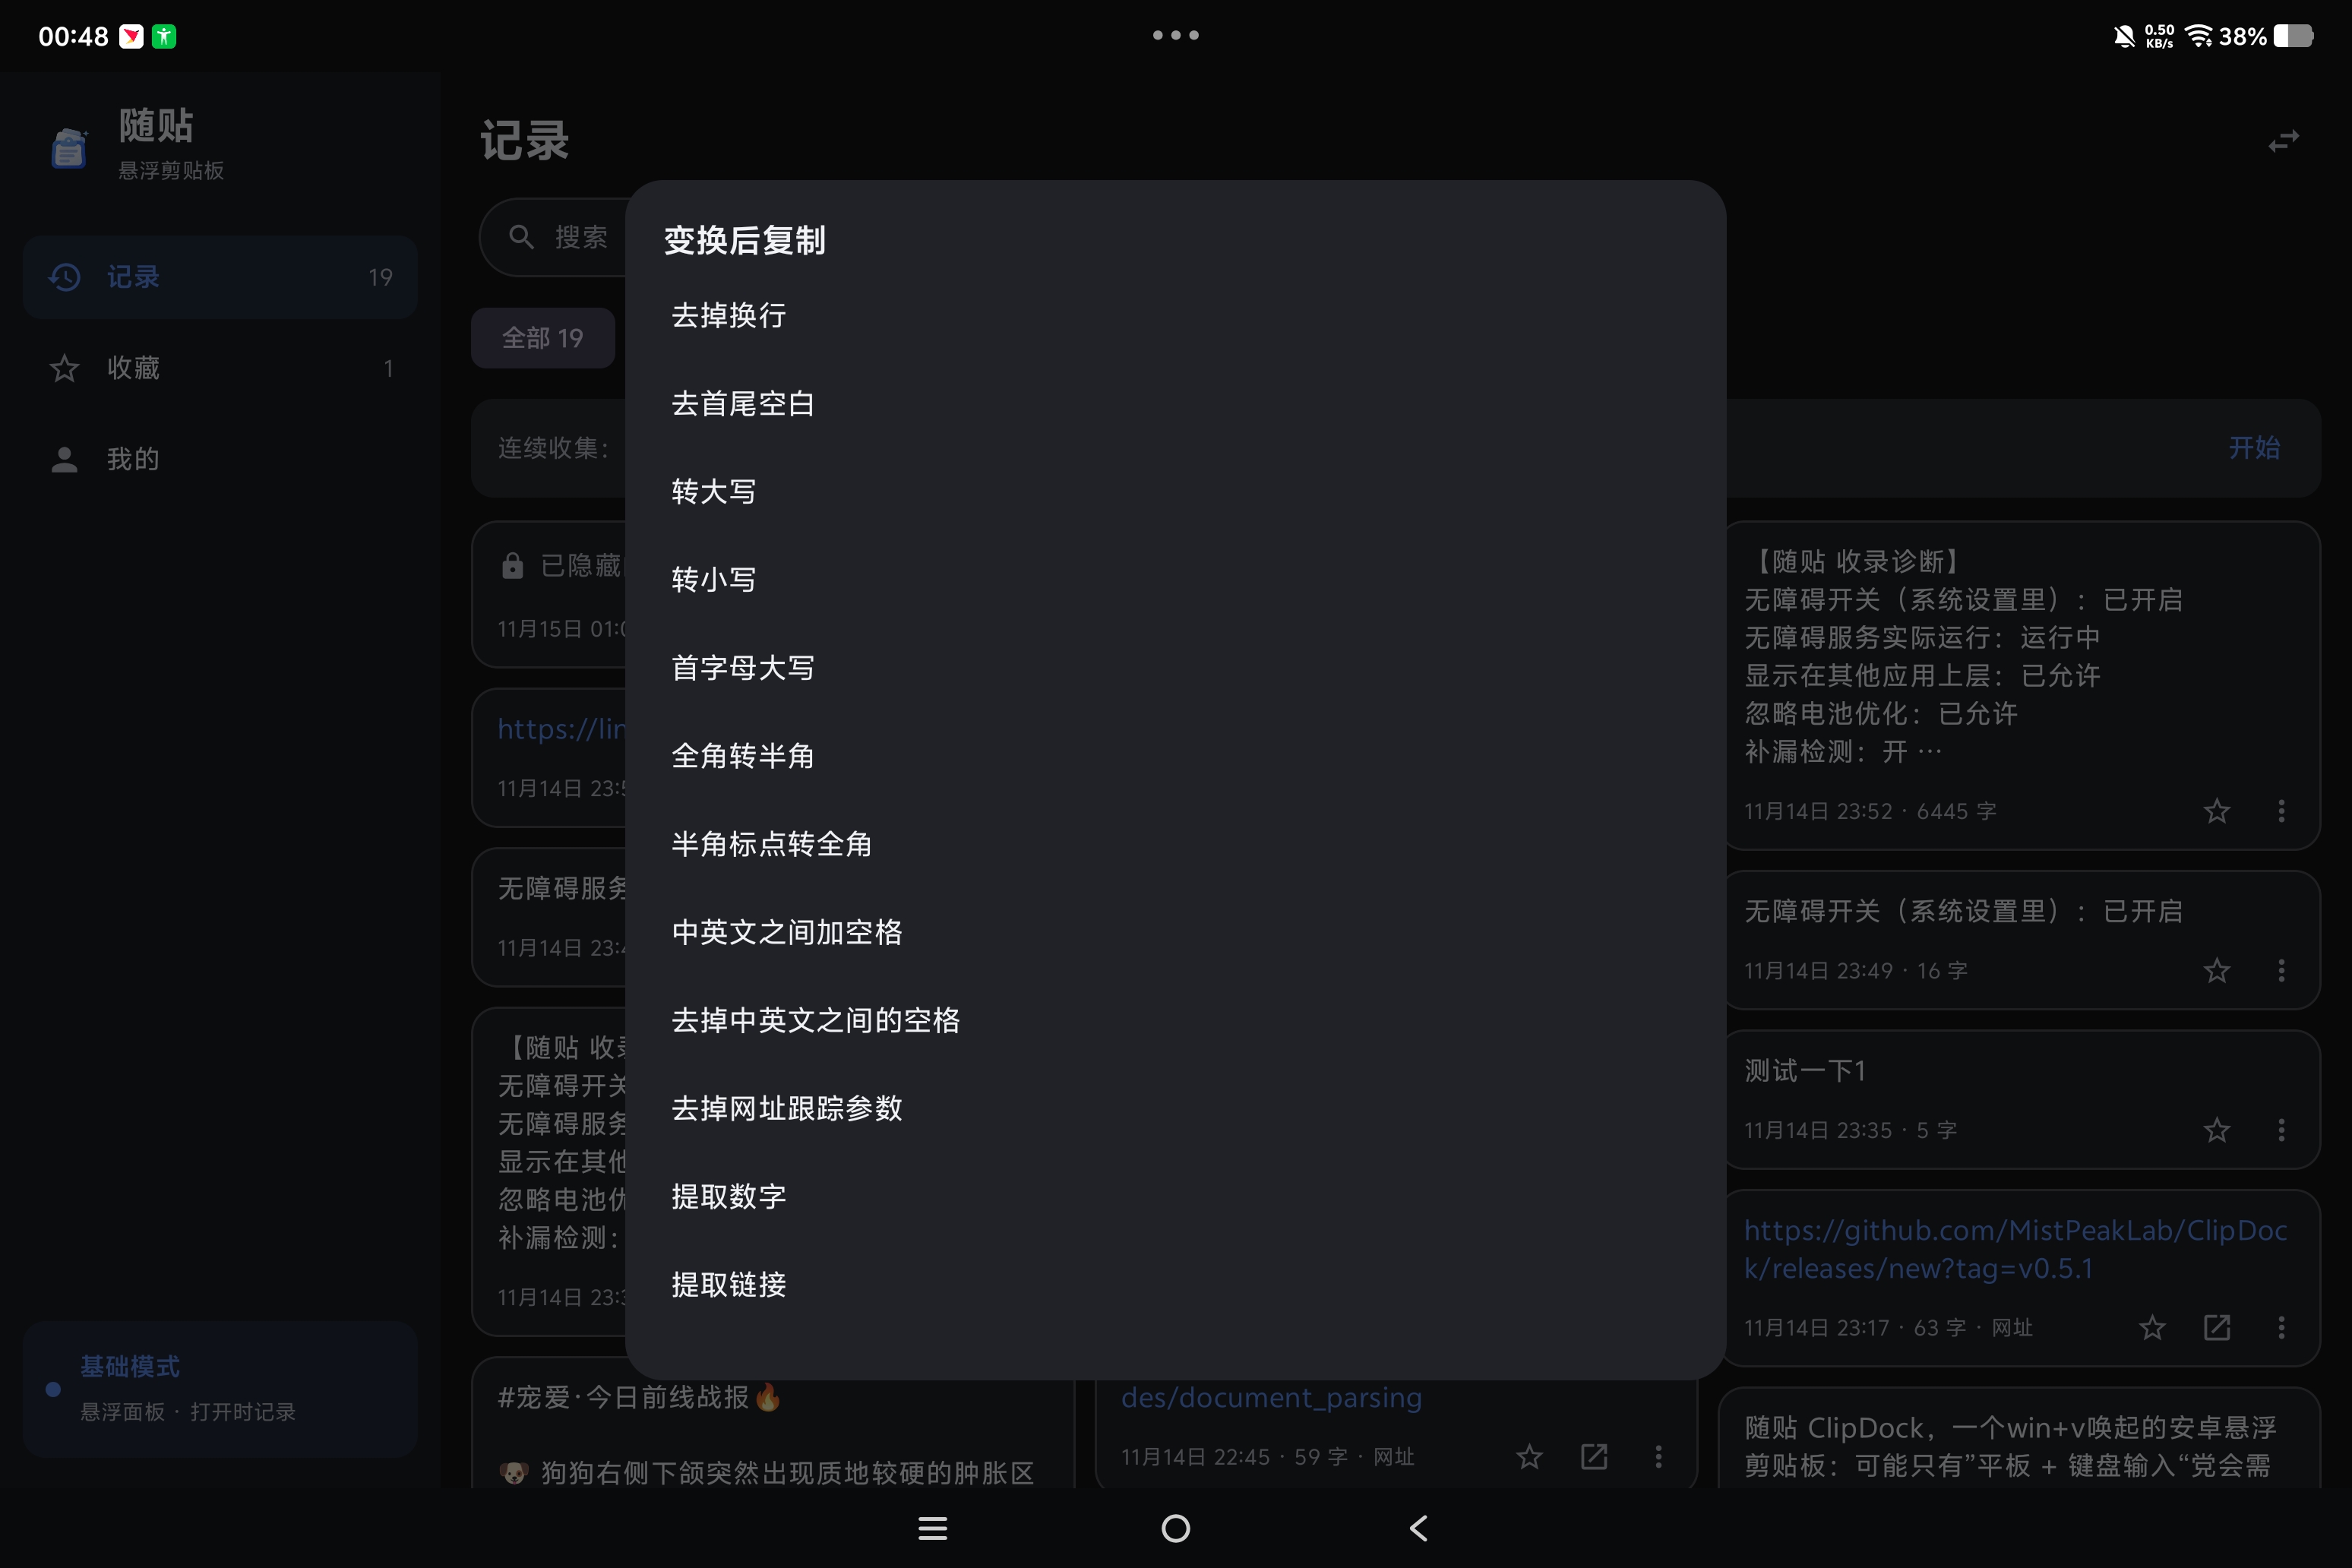 00:48
0.50
KB/s
38%
随贴
悬浮剪贴板
记录
19
收藏
1
我的
基础模式
悬浮面板 · 打开时记录
记录
搜索
全部 19
连续收集：
开始
已隐藏
11月15日 01:0
https://lin
11月14日 23:5
无障碍服务
11月14日 23:4
【随贴 收录
无障碍开关
无障碍服务
显示在其他
忽略电池优
补漏检测：
11月14日 23:3
#宠爱·今日前线战报🔥
🐶 狗狗右侧下颌突然出现质地较硬的肿胀区
变换后复制
去掉换行
去首尾空白
转大写
转小写
首字母大写
全角转半角
半角标点转全角
中英文之间加空格
去掉中英文之间的空格
去掉网址跟踪参数
提取数字
提取链接
des/document_parsing
11月14日 22:45 · 59 字 · 网址
【随贴 收录诊断】
无障碍开关（系统设置里）：已开启
无障碍服务实际运行：运行中
显示在其他应用上层：已允许
忽略电池优化：已允许
补漏检测：开 …
11月14日 23:52 · 6445 字
无障碍开关（系统设置里）：已开启
11月14日 23:49 · 16 字
测试一下1
11月14日 23:35 · 5 字
https://github.com/MistPeakLab/ClipDoc
k/releases/new?tag=v0.5.1
11月14日 23:17 · 63 字 · 网址
随贴 ClipDock，一个win+v唤起的安卓悬浮
剪贴板：可能只有”平板 + 键盘输入“党会需